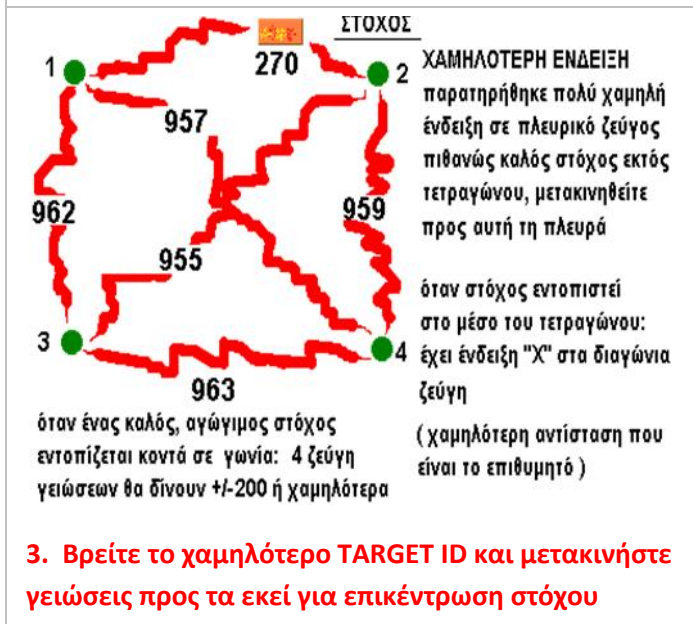 ΣΤΟΧΟΣ
1
270
2
957
962
959
955
3
4
963
ΧΑΜΗΛΟΤΕΡΗ ΕΝΔΕΙΞΗ
παρατηρήθηκε πολύ χαμηλή
ένδειξη σε πλευρικό ζεύγος
πιθανώς καλός στόχος εκτός
τετραγώνου, μετακινηθείτε
προς αυτή τη πλευρά
όταν στόχος εντοπιστεί
στο μέσο του τετραγώνου:
έχει ένδειξη "Χ" στα διαγώνια
ζεύγη
( χαμηλότερη αντίσταση που
είναι το επιθυμητό )
όταν ένας καλός, αγώγιμος στόχος
εντοπίζεται κοντά σε γωνία: 4 ζεύγη
γειώσεων θα δίνουν +/-200 ή χαμηλότερα
3. Βρείτε το χαμηλότερο TARGET ID και μετακινήστε
γειώσεις προς τα εκεί για επικέντρωση στόχου